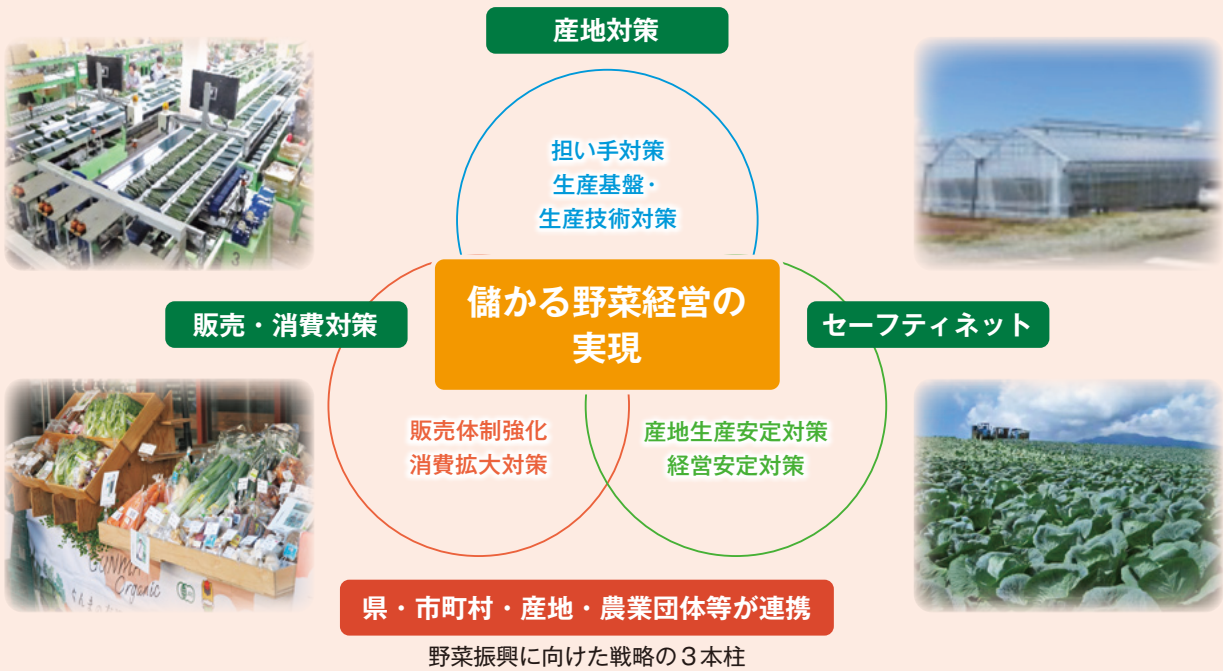 産地対策
担い手対策
生産基盤・
生産技術対策
儲かる野菜経営の
実現
販売・消費対策
セーフティネット
販売体制強化
消費拡大対策
産地生産安定対策
経営安定対策
GUNMA
Organic
3
県・市町村・産地・農業団体等が連携
野菜振興に向けた戦略の3本柱